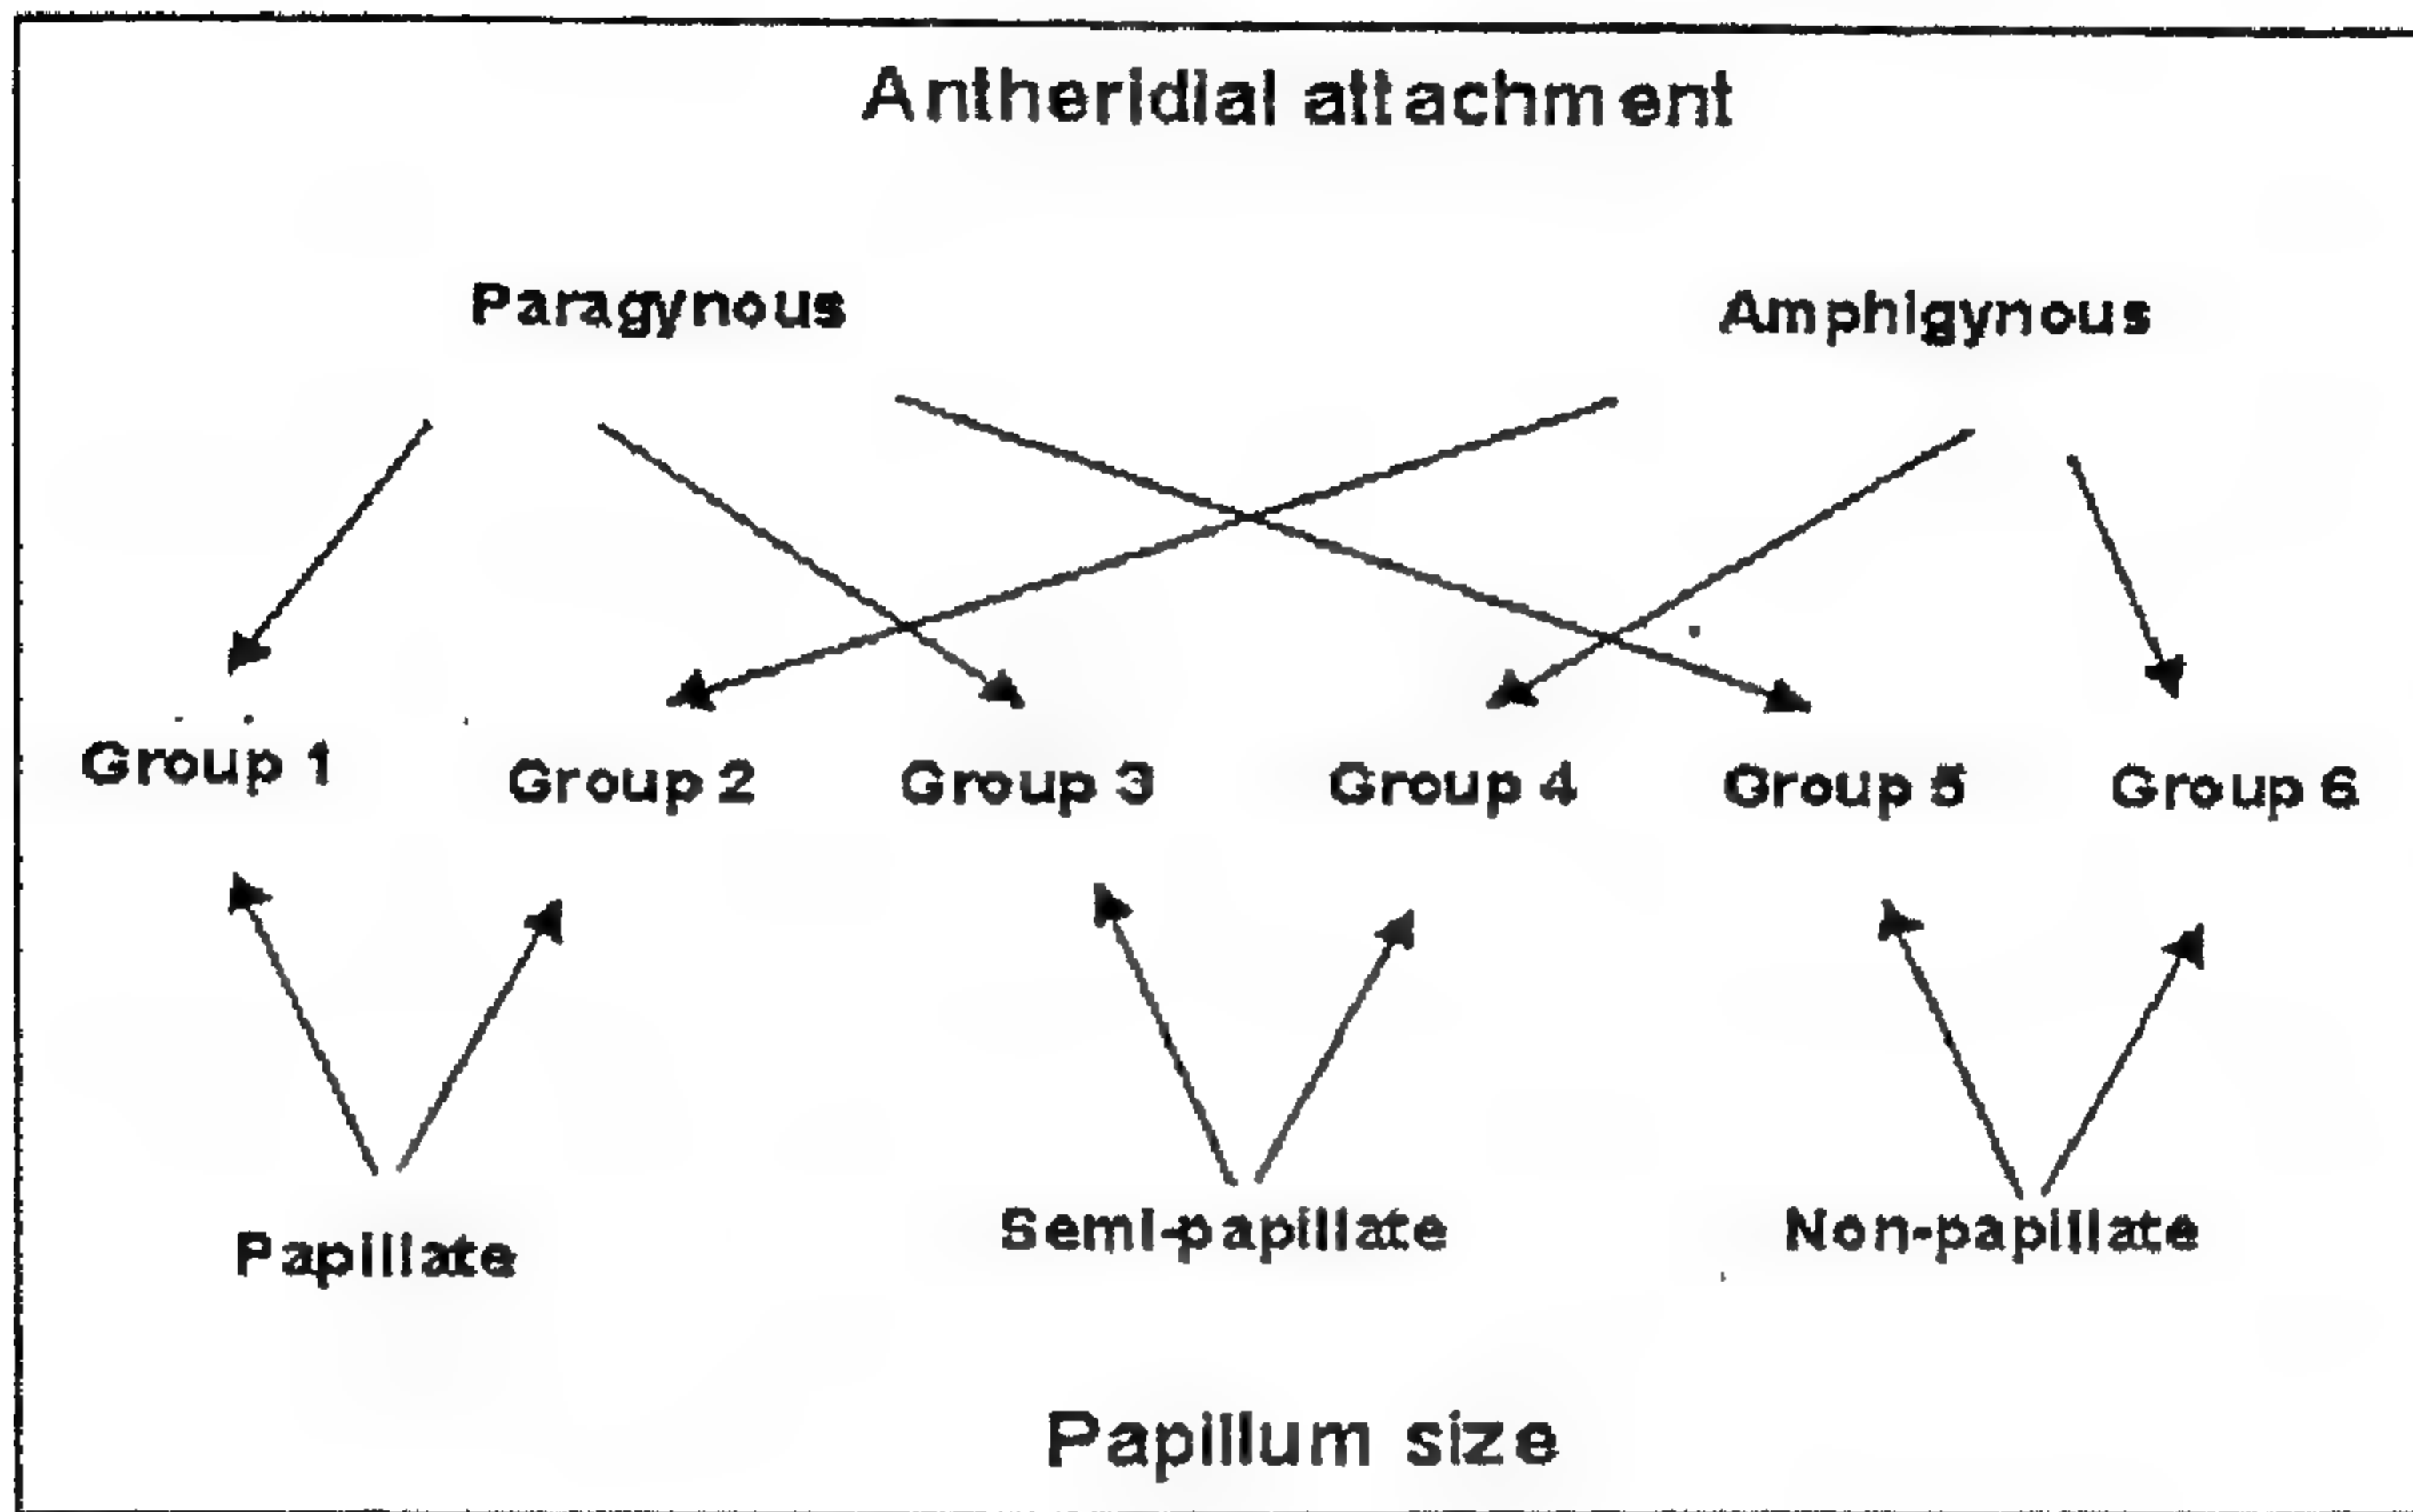 Antheridial attachment
Paragynous
Amphigynous
Group 1
Group 2
Group 3
Group 4
Group 5
Group 6
Papillate
Semi-papillate
Non-papillate
Papillum size